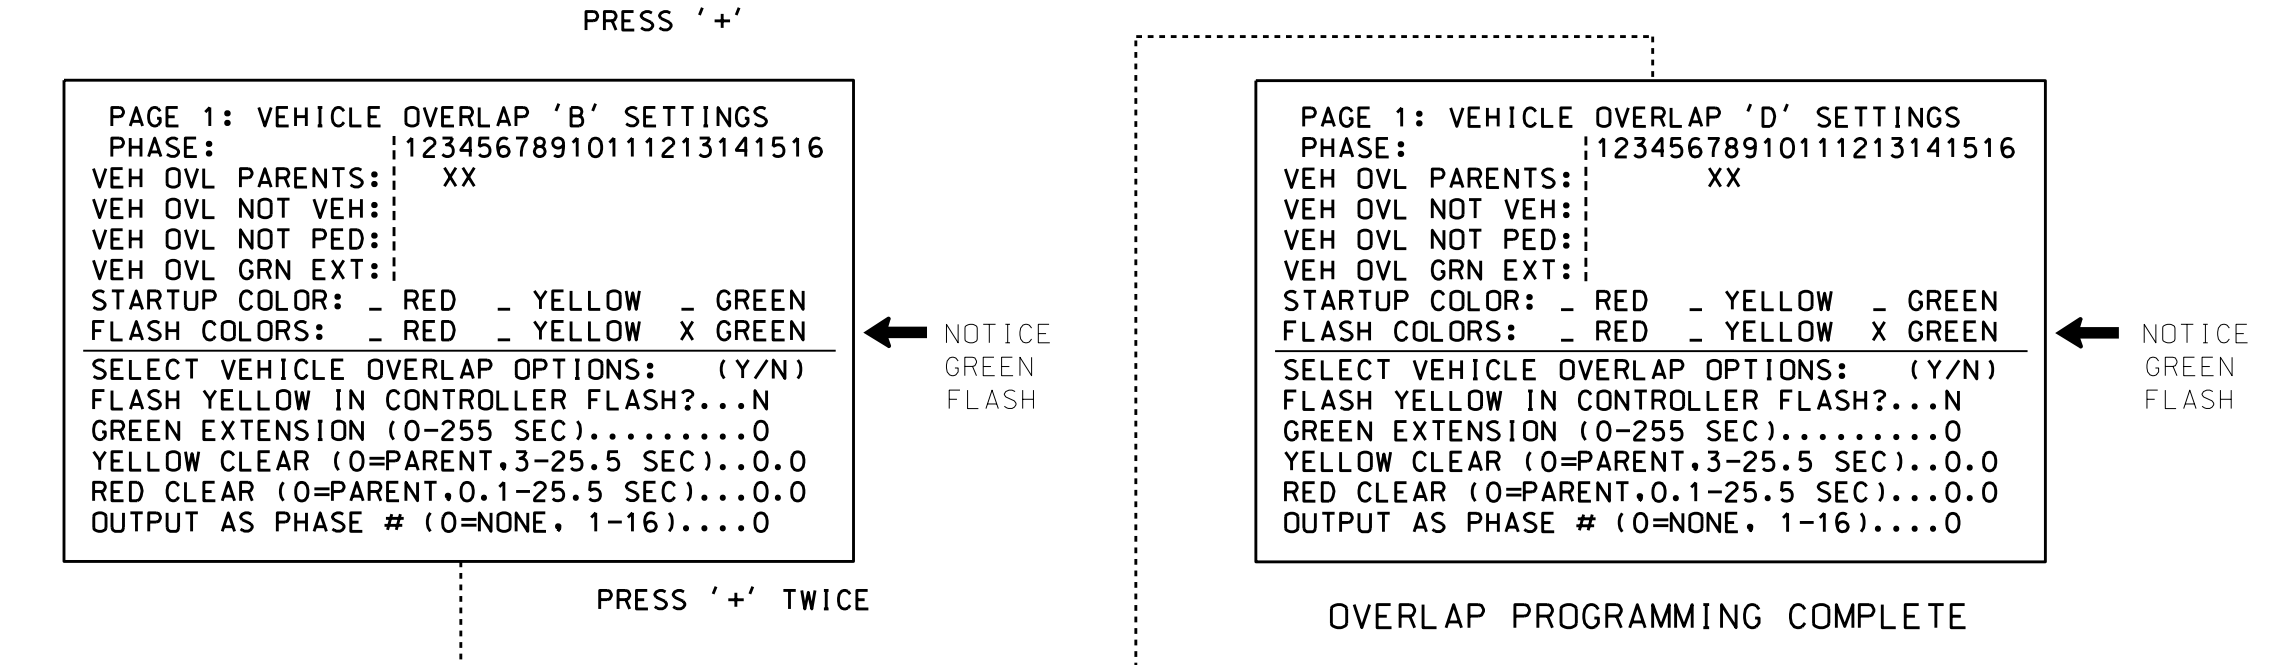 PRESS '+'
PAGE 1: VEHICLE OVERLAP 'B' SETTINGS
PHASE: 12345678910111213141516
VEH OVL PARENTS: XX
VEH OVL NOT VEH:
VEH OVL NOT PED:
VEH OVL GRN EXT:
STARTUP COLOR: _ RED _ YELLOW _ GREEN
FLASH COLORS: _ RED _ YELLOW X GREEN
SELECT VEHICLE OVERLAP OPTIONS: (Y/N)
FLASH YELLOW IN CONTROLLER FLASH?...N
GREEN EXTENSION (0-255 SEC).........0
YELLOW CLEAR (0=PARENT,3-25.5 SEC)..0.0
RED CLEAR (0=PARENT,0.1-25.5 SEC)...0.0
OUTPUT AS PHASE # (0=NONE, 1-16)....0
NOTICE
GREEN
FLASH
PRESS '+' TWICE
PAGE 1: VEHICLE OVERLAP 'D' SETTINGS
PHASE: 12345678910111213141516
VEH OVL PARENTS: XX
VEH OVL NOT VEH:
VEH OVL NOT PED:
VEH OVL GRN EXT:
STARTUP COLOR: _ RED _ YELLOW _ GREEN
FLASH COLORS: _ RED _ YELLOW X GREEN
SELECT VEHICLE OVERLAP OPTIONS: (Y/N)
FLASH YELLOW IN CONTROLLER FLASH?...N
GREEN EXTENSION (0-255 SEC).........0
YELLOW CLEAR (0=PARENT,3-25.5 SEC)..0.0
RED CLEAR (0=PARENT,0.1-25.5 SEC)...0.0
OUTPUT AS PHASE # (0=NONE, 1-16)....0
NOTICE
GREEN
FLASH
OVERLAP PROGRAMMING COMPLETE